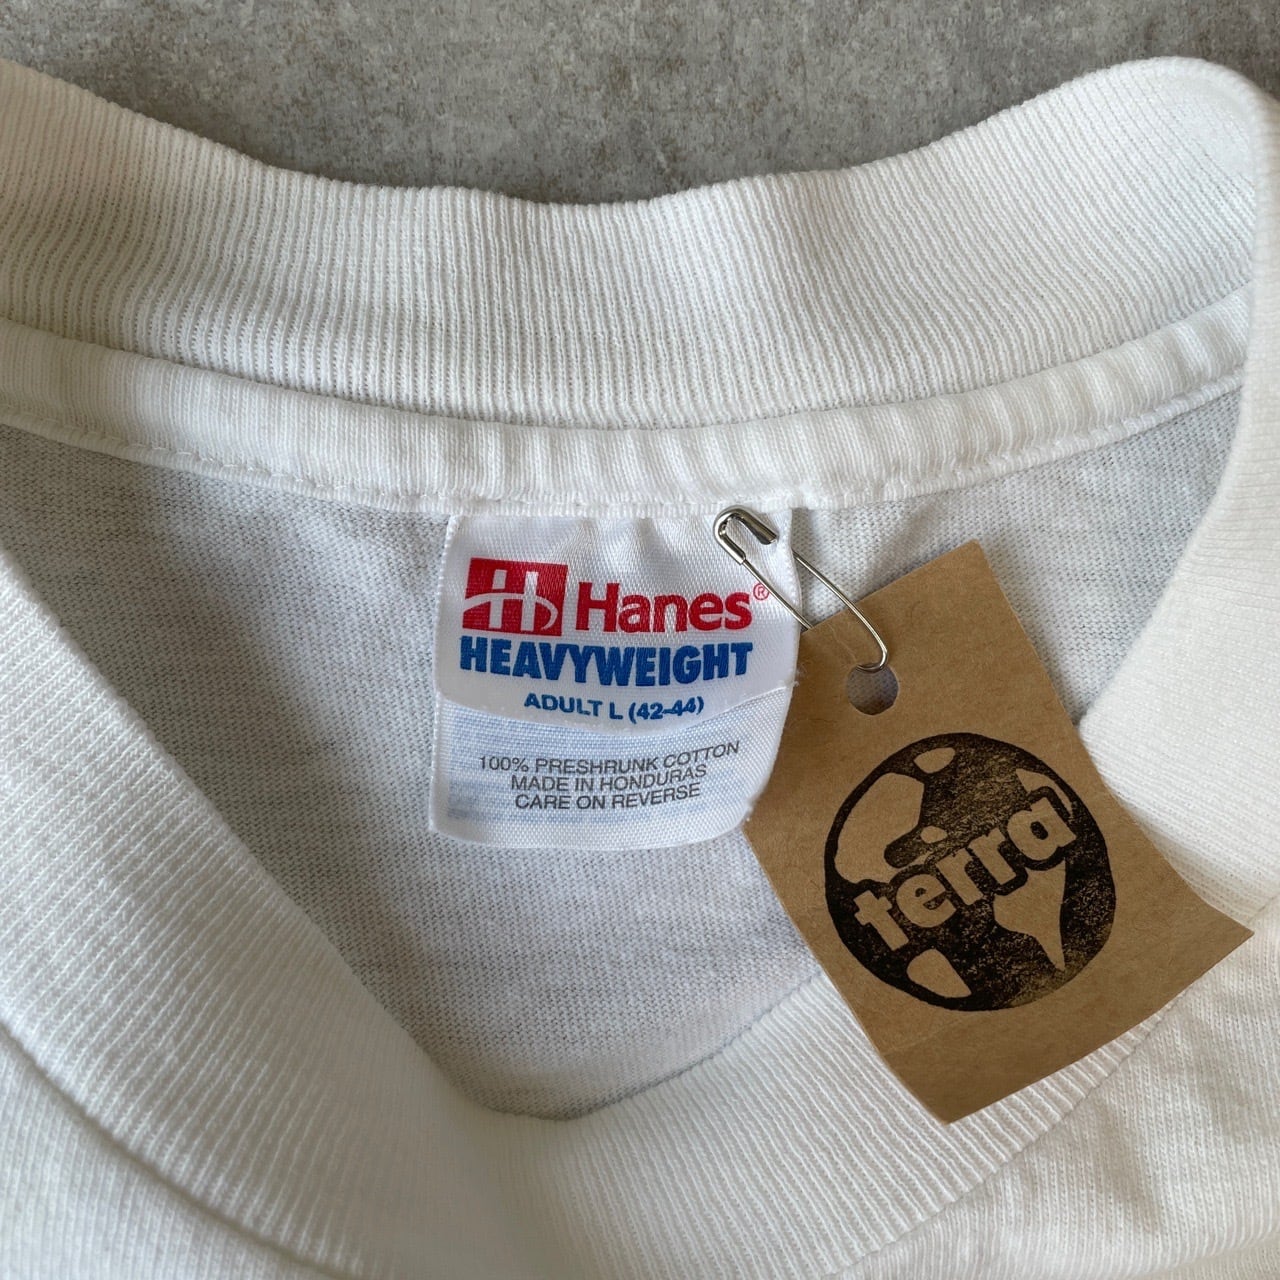 H Hanes®
HEAVYWEIGHT
ADULT L (42-44)
100% PRESHRUNK COTTON
MADE IN HONDURAS
CARE ON REVERSE
terra